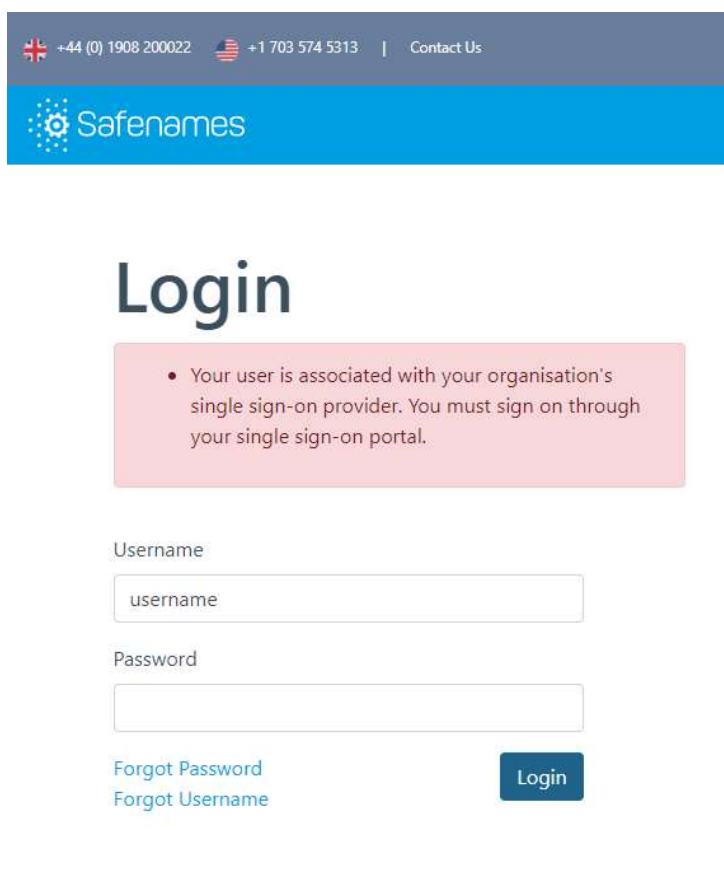 +44 (0) 1908 200022 +1 703 574 5313 | Contact Us
Safenames
Login
• Your user is associated with your organisation's
single sign-on provider. You must sign on through
your single sign-on portal.
Username
username
Password
Forgot Password
Login
Forgot Username